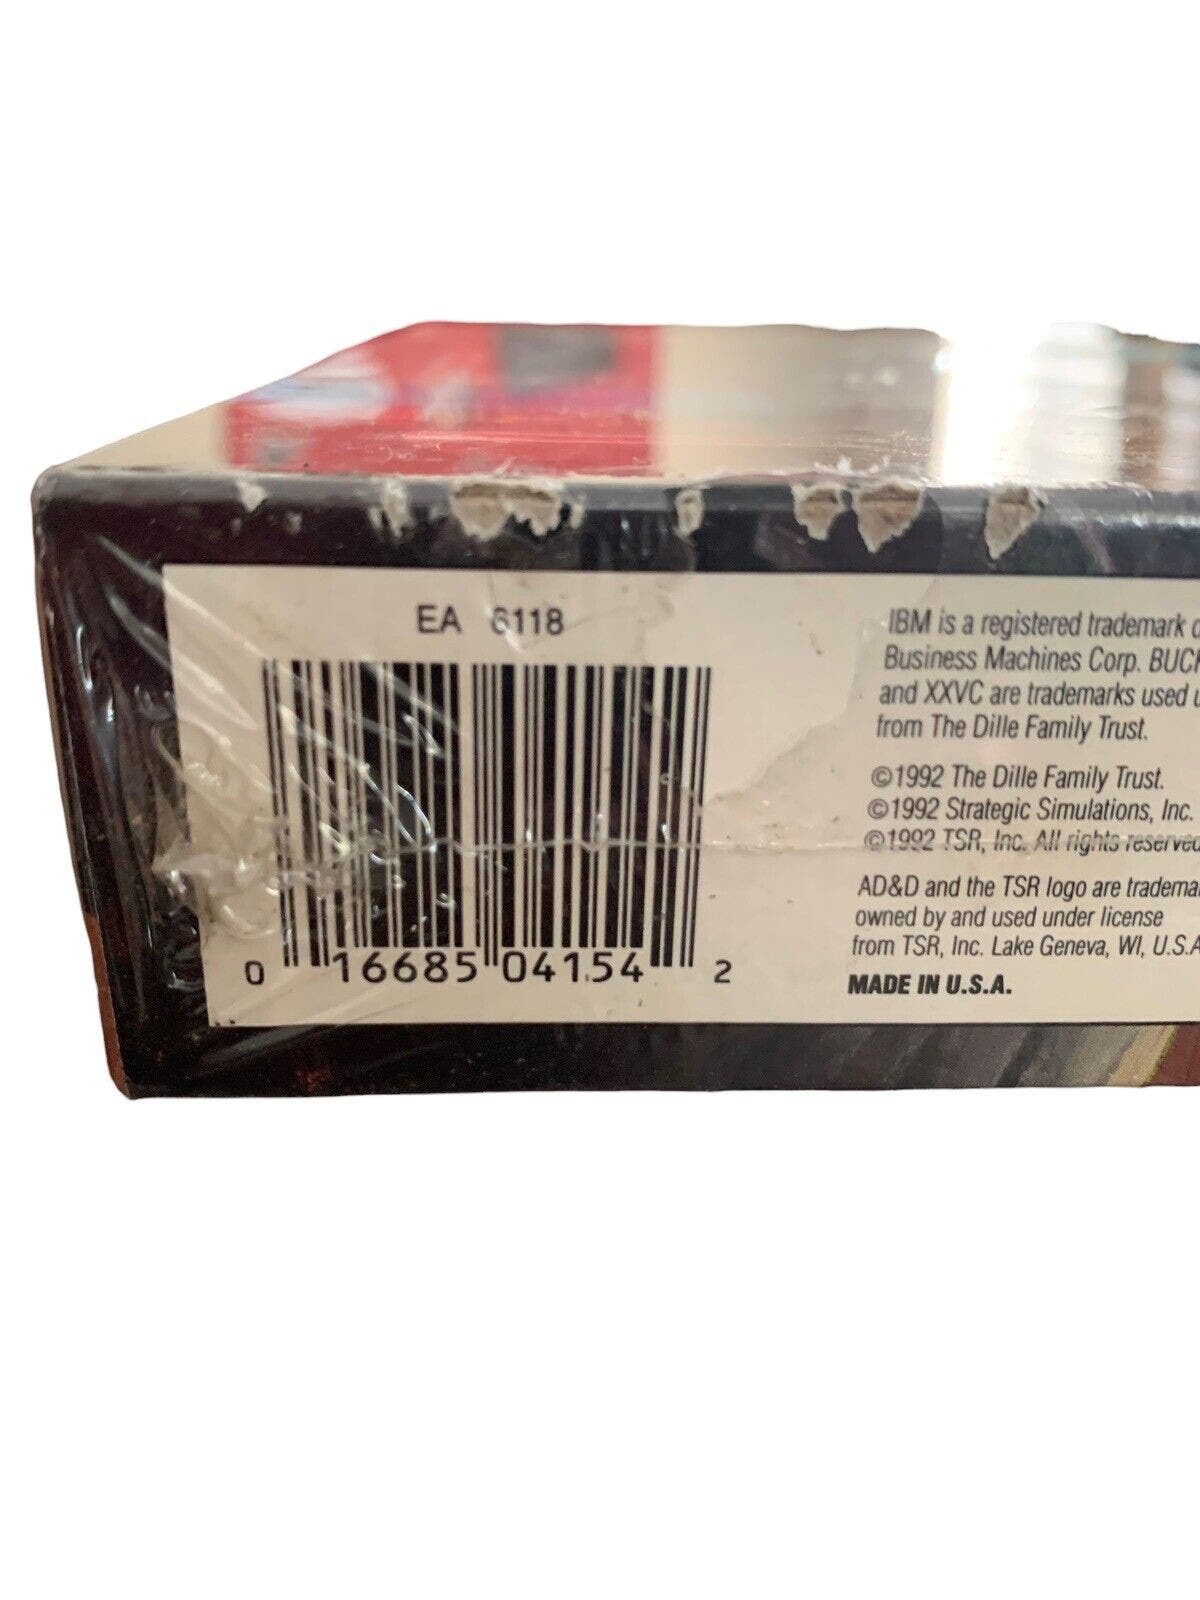 EA 6118
0 16685 04154 2
IBM is a registered trademark
Business Machines Corp.
and XXVC are trademarks used
from The Dille Family Trust.
©1992 The Dille Family Trust.
©1992 Strategic Simulations, Inc.
©1992 TSR, Inc. All rights reserved
AD&D and the TSR logo are
owned by and used under license
from TSR, Inc. Lake Geneva, WI, U.S.A
MADE IN U.S.A.